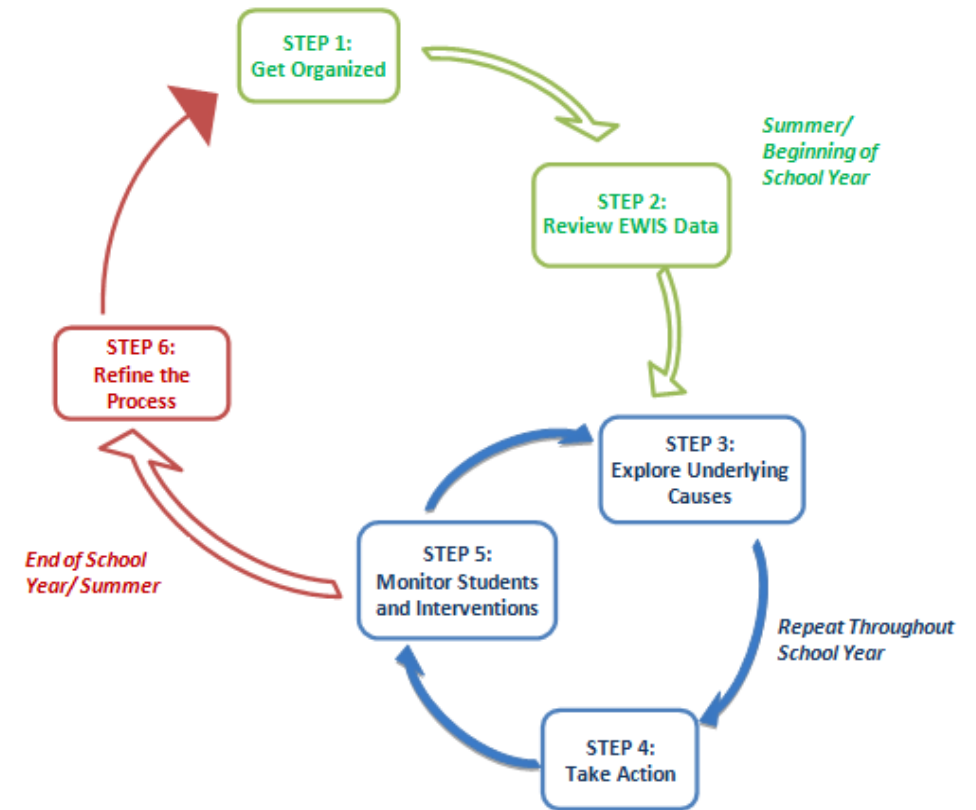 STEP 1:
Get Organized
Summer/
Beginning of
School Year
STEP 2:
Review EWIS Data
STEP 3:
Explore Underlying
Causes
Repeat Throughout
School Year
STEP 4:
Take Action
STEP 5:
Monitor Students
and Interventions
End of School
Year/ Summer
STEP 6:
Refine the
Process